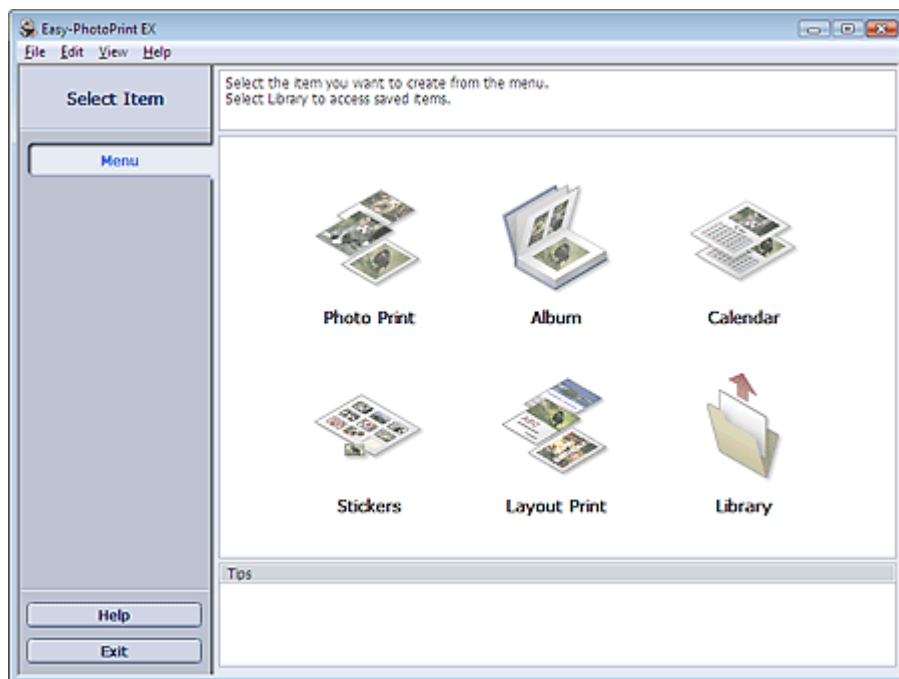 Easy-PhotoPrint EX
File Edit View Help
Select Item
Select the item you want to create from the menu.
Select Library to access saved items.
Menu
Photo Print
Album
Calendar
Stickers
Layout Print
Library
Tips
Help
Exit